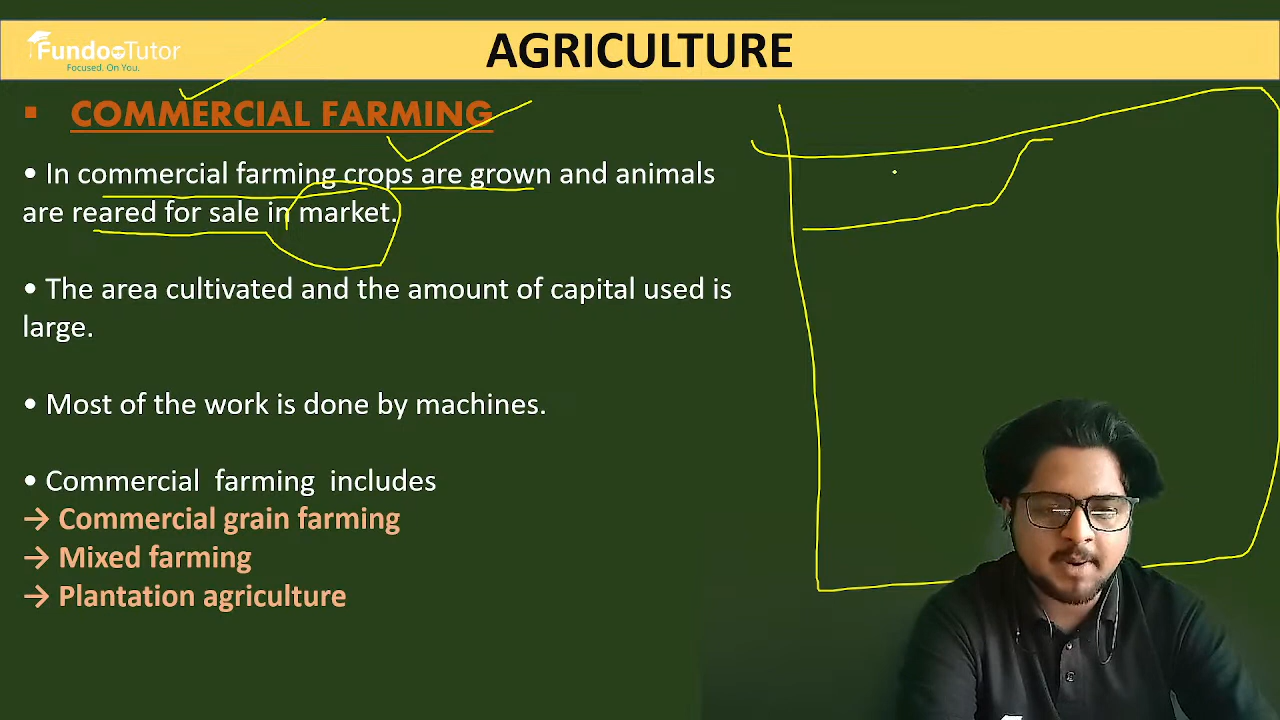 FundooTutor
Focused. On You.
AGRICULTURE
▪ COMMERCIAL FARMING
• In commercial farming crops are grown and animals
are reared for sale in market.
• The area cultivated and the amount of capital used is
large.
• Most of the work is done by machines.
• Commercial farming includes
→ Commercial grain farming
→ Mixed farming
→ Plantation agriculture